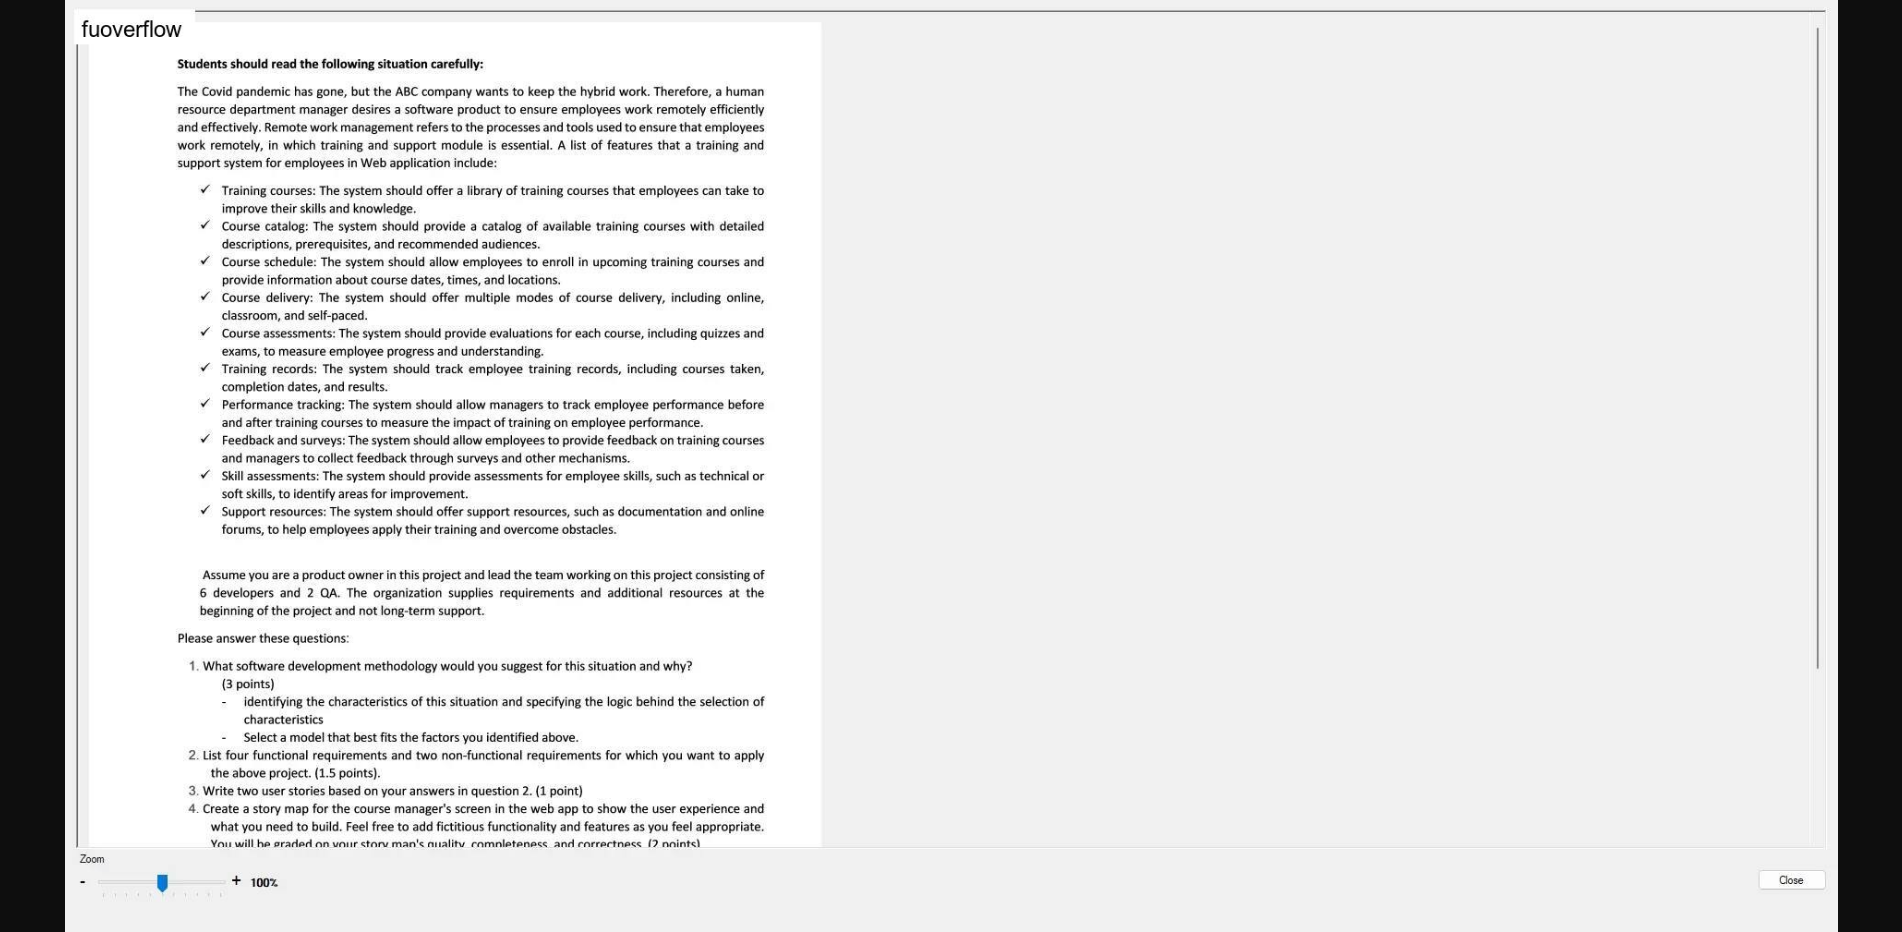 fuoverflow
Students should read the following situation carefully:
The Covid pandemic has gone, but the ABC company wants to keep the hybrid work. Therefore, a human
resource department manager desires a software product to ensure employees work remotely efficiently
and effectively. Remote work management refers to the processes and tools used to ensure that employees
work remotely, in which training and support module is essential. A list of features that a training and
support system for employees in Web application include:
✓ Training courses: The system should offer a library of training courses that employees can take to
improve their skills and knowledge.
✓ Course catalog: The system should provide a catalog of available training courses with detailed
descriptions, prerequisites, and recommended audiences.
✓ Course schedule: The system should allow employees to enroll in upcoming training courses and
provide information about course dates, times, and locations.
✓ Course delivery: The system should offer multiple modes of course delivery, including online,
classroom, and self-paced.
✓ Course assessments: The system should provide evaluations for each course, including quizzes and
exams, to measure employee progress and understanding.
✓ Training records: The system should track employee training records, including courses taken,
completion dates, and results.
✓ Performance tracking: The system should allow managers to track employee performance before
and after training courses to measure the impact of training on employee performance.
✓ Feedback and surveys: The system should allow employees to provide feedback on training courses
and managers to collect feedback through surveys and other mechanisms.
✓ Skill assessments: The system should provide assessments for employee skills, such as technical or
soft skills, to identify areas for improvement.
✓ Support resources: The system should offer support resources, such as documentation and online
forums, to help employees apply their training and overcome obstacles.
Assume you are a product owner in this project and lead the team working on this project consisting of
6 developers and 2 QA. The organization supplies requirements and additional resources at the
beginning of the project and not long-term support.
Please answer these questions:
1. What software development methodology would you suggest for this situation and why?
(3 points)
- identifying the characteristics of this situation and specifying the logic behind the selection of
characteristics
- Select a model that best fits the factors you identified above.
2. List four functional requirements and two non-functional requirements for which you want to apply
the above project. (1.5 points).
3. Write two user stories based on your answers in question 2. (1 point)
4. Create a story map for the course manager's screen in the web app to show the user experience and
what you need to build. Feel free to add fictitious functionality and features as you feel appropriate.
You will be graded on your story map's quality, completeness, and correctness. (2 points)
Zoom
- + 100%
Close